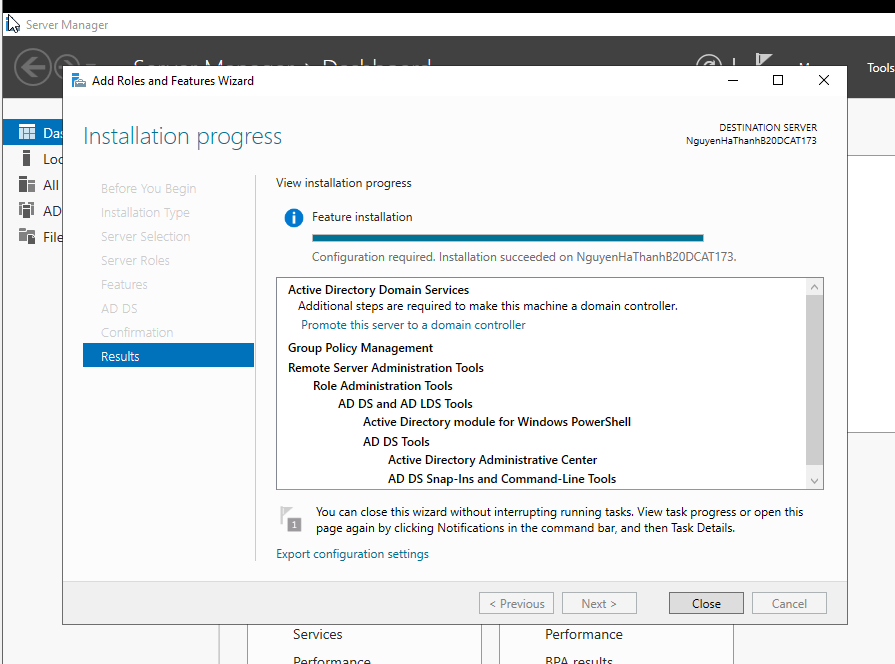 Server Manager
Tools
Add Roles and Features Wizard
Installation progress
DESTINATION SERVER
NguyenHaThanhB20DCAT173
Das
Loc
All
AD
File
Before You Begin
Installation Type
Server Selection
Server Roles
Features
AD DS
Confirmation
Results
View installation progress
Feature installation
Configuration required. Installation succeeded on NguyenHaThanhB20DCAT173.
Active Directory Domain Services
Additional steps are required to make this machine a domain controller.
Promote this server to a domain controller
Group Policy Management
Remote Server Administration Tools
Role Administration Tools
AD DS and AD LDS Tools
Active Directory module for Windows PowerShell
AD DS Tools
Active Directory Administrative Center
AD DS Snap-Ins and Command-Line Tools
1
You can close this wizard without interrupting running tasks. View task progress or open this
page again by clicking Notifications in the command bar, and then Task Details.
Export configuration settings
< Previous
Next >
Close
Cancel
Services
Performance
Performance
BPA results